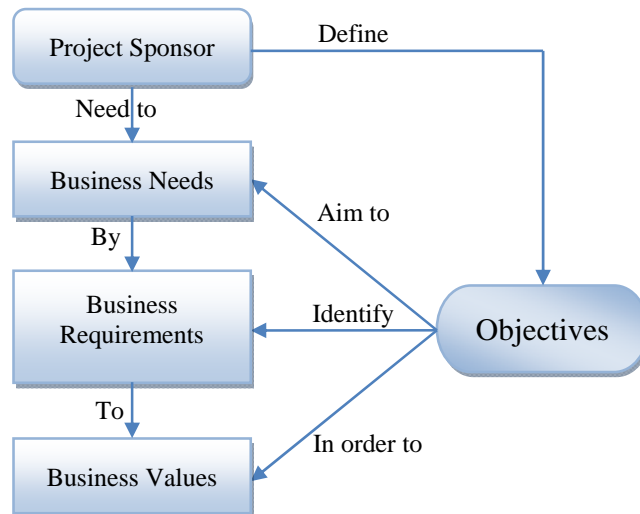 Project Sponsor
Define
Need to
Business Needs
Aim to
By
Business
Requirements
Identify
Objectives
To
In order to
Business Values